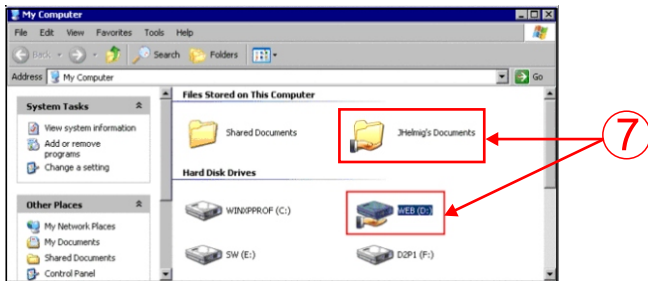 My Computer
File Edit View Favorites Tools Help
Back Search Folders
Address My Computer Go
Files Stored on This Computer
System Tasks
View system information
Add or remove
programs
Change a setting
Shared Documents
JHelmig's Documents
7
Hard Disk Drives
Other Places
My Network Places
My Documents
Shared Documents
Control Panel
WINXPPROF (C:)
WEB (D:)
SW (E:)
D2P1 (F:)